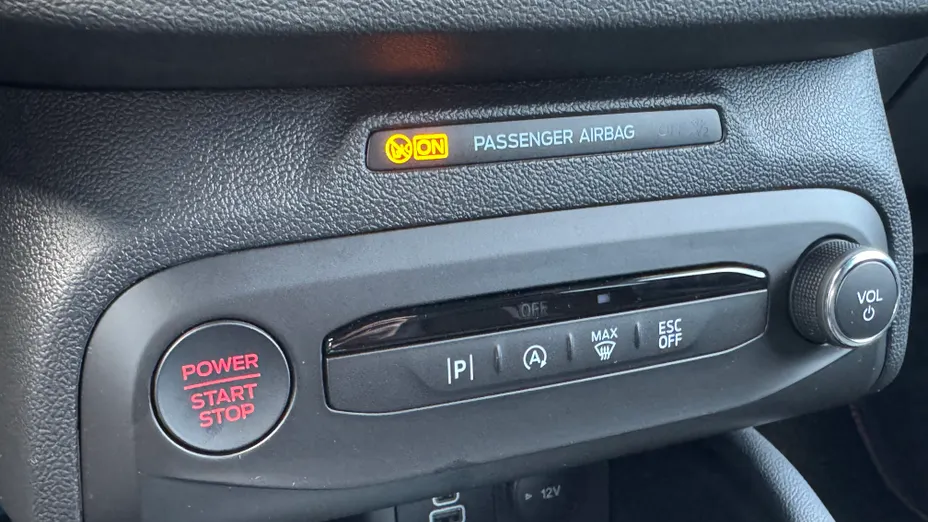 ON PASSENGER AIRBAG
OFF
POWER
START
STOP
P
A
MAX
ESC
OFF
VOL
12V